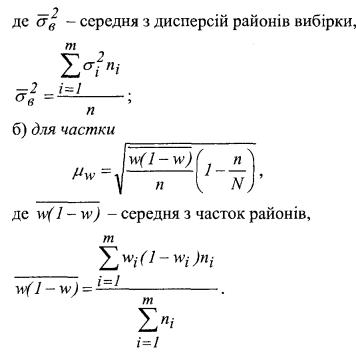 де $\overline{\sigma}_в^2$ – середня з дисперсій районів вибірки,
$\overline{\sigma}_в^2 = \frac{\sum_{i=1}^{m} \sigma_i^2 n_i}{n}$;
б) для частки
$\mu_w = \sqrt{\frac{\overline{w(1-w)}}{n}\left(1-\frac{n}{N}\right)}$,
де $\overline{w(1-w)}$ – середня з часток районів,
$\overline{w(1-w)} = \frac{\sum_{i=1}^{m} w_i(1-w_i)n_i}{\sum_{i=1}^{m} n_i}$.